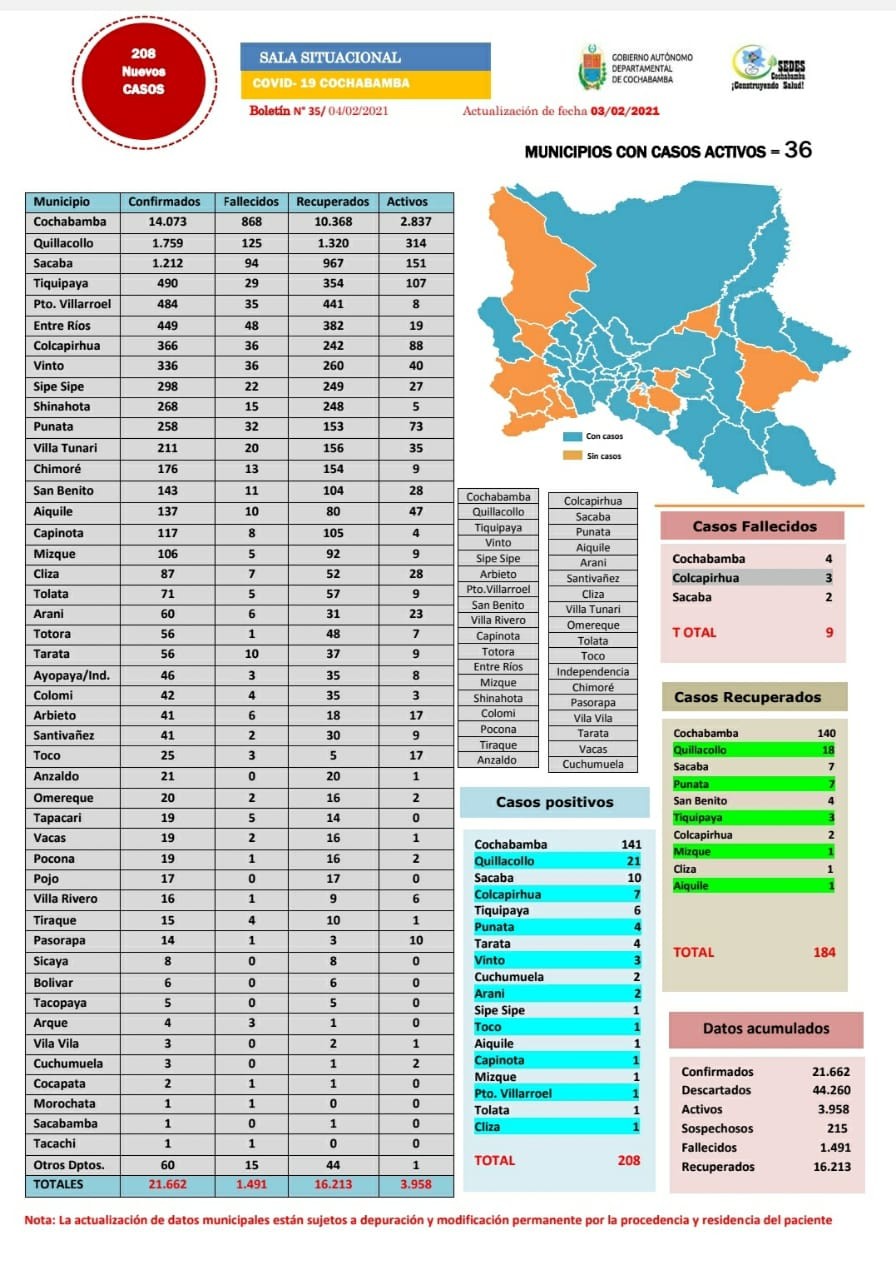 208
Nuevos
CASOS
SALA SITUACIONAL
COVID- 19 COCHABAMBA
Boletín N° 35/ 04/02/2021
Actualización de fecha 03/02/2021
GOBIERNO AUTÓNOMO
DEPARTAMENTAL
DE COCHABAMBA
SEDES
Cochabamba
¡Construyendo Salud!
MUNICIPIOS CON CASOS ACTIVOS = 36
Municipio Confirmados Fallecidos Recuperados Activos
Cochabamba 14.073 868 10.368 2.837
Quillacollo 1.759 125 1.320 314
Sacaba 1.212 94 967 151
Tiquipaya 490 29 354 107
Pto. Villarroel 484 35 441 8
Entre Ríos 449 48 382 19
Colcapirhua 366 36 242 88
Vinto 336 36 260 40
Sipe Sipe 298 22 249 27
Shinahota 268 15 248 5
Punata 258 32 153 73
Villa Tunari 211 20 156 35
Chimoré 176 13 154 9
San Benito 143 11 104 28
Aiquile 137 10 80 47
Capinota 117 8 105 4
Mizque 106 5 92 9
Cliza 87 7 52 28
Tolata 71 5 57 9
Arani 60 6 31 23
Totora 56 1 48 7
Tarata 56 10 37 9
Ayopaya/Ind. 46 3 35 8
Colomi 42 4 35 3
Arbieto 41 6 18 17
Santivañez 41 2 30 9
Toco 25 3 5 17
Anzaldo 21 0 20 1
Omereque 20 2 16 2
Tapacari 19 5 14 0
Vacas 19 2 16 1
Pocona 19 1 16 2
Pojo 17 0 17 0
Villa Rivero 16 1 9 6
Tiraque 15 4 10 1
Pasorapa 14 1 3 10
Sicaya 8 0 8 0
Bolivar 6 0 6 0
Tacopaya 5 0 5 0
Arque 4 3 1 0
Vila Vila 3 0 2 1
Cuchumuela 3 0 1 2
Cocapata 2 1 1 0
Morochata 1 1 0 0
Sacabamba 1 0 1 0
Tacachi 1 1 0 0
Otros Dptos. 60 15 44 1
TOTALES 21.662 1.491 16.213 3.958
Con casos
Sin casos
Cochabamba
Quillacollo
Tiquipaya
Vinto
Sipe Sipe
Arbieto
Pto.Villarroel
San Benito
Villa Rivero
Capinota
Totora
Entre Ríos
Mizque
Shinahota
Colomi
Pocona
Tiraque
Anzaldo
Colcapirhua
Sacaba
Punata
Aiquile
Arani
Santivañez
Cliza
Villa Tunari
Omereque
Tolata
Toco
Independencia
Chimoré
Pasorapa
Vila Vila
Tarata
Vacas
Cuchumuela
Casos positivos
Cochabamba 141
Quillacollo 21
Sacaba 10
Colcapirhua 7
Tiquipaya 6
Punata 4
Tarata 4
Vinto 3
Cuchumuela 2
Arani 2
Sipe Sipe 1
Toco 1
Aiquile 1
Capinota 1
Mizque 1
Pto. Villarroel 1
Tolata 1
Cliza 1
TOTAL 208
Casos Fallecidos
Cochabamba 4
Colcapirhua 3
Sacaba 2
T OTAL 9
Casos Recuperados
Cochabamba 140
Quillacollo 18
Sacaba 7
Punata 7
San Benito 4
Tiquipaya 3
Colcapirhua 2
Mizque 1
Cliza 1
Aiquile 1
TOTAL 184
Datos acumulados
Confirmados 21.662
Descartados 44.260
Activos 3.958
Sospechosos 215
Fallecidos 1.491
Recuperados 16.213
Nota: La actualización de datos municipales están sujetos a depuración y modificación permanente por la procedencia y residencia del paciente